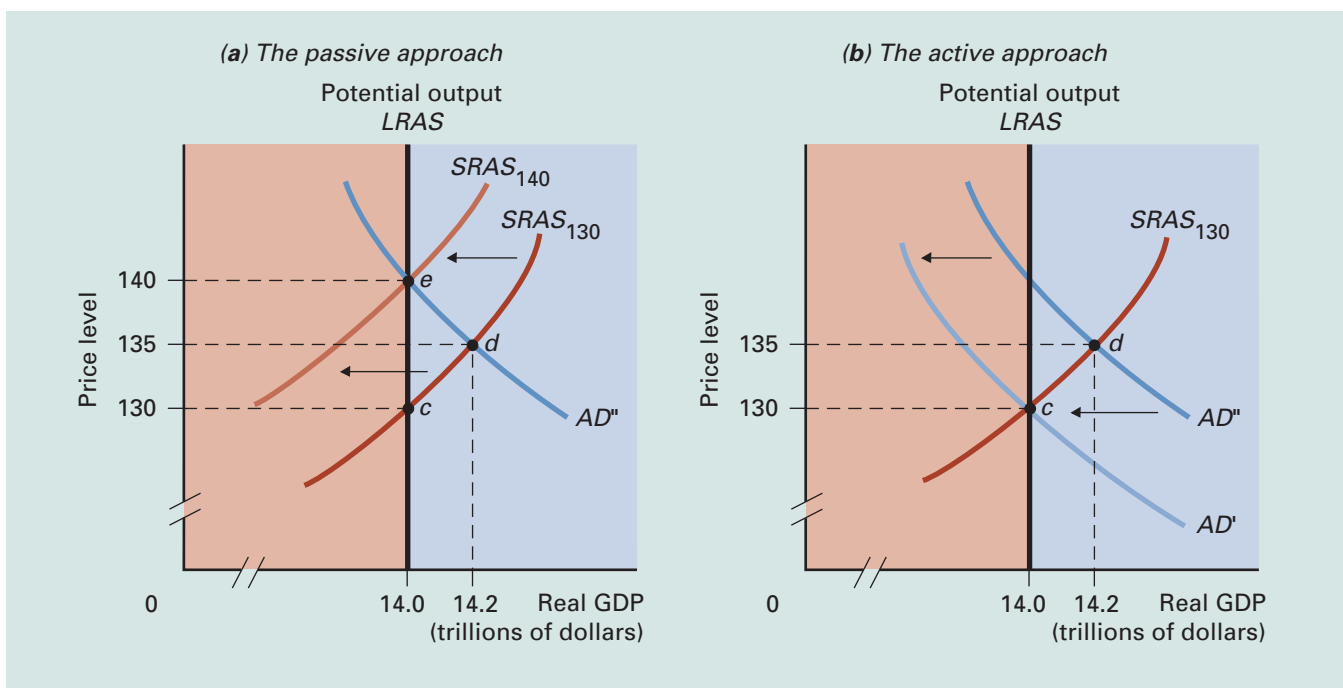 (a) The passive approach
Potential output
LRAS
SRAS140
SRAS130
140
e
135
d
130
c
AD"
Price level
0
14.0
14.2
Real GDP
(trillions of dollars)
(b) The active approach
Potential output
LRAS
SRAS130
135
d
130
c
AD"
AD'
Price level
0
14.0
14.2
Real GDP
(trillions of dollars)